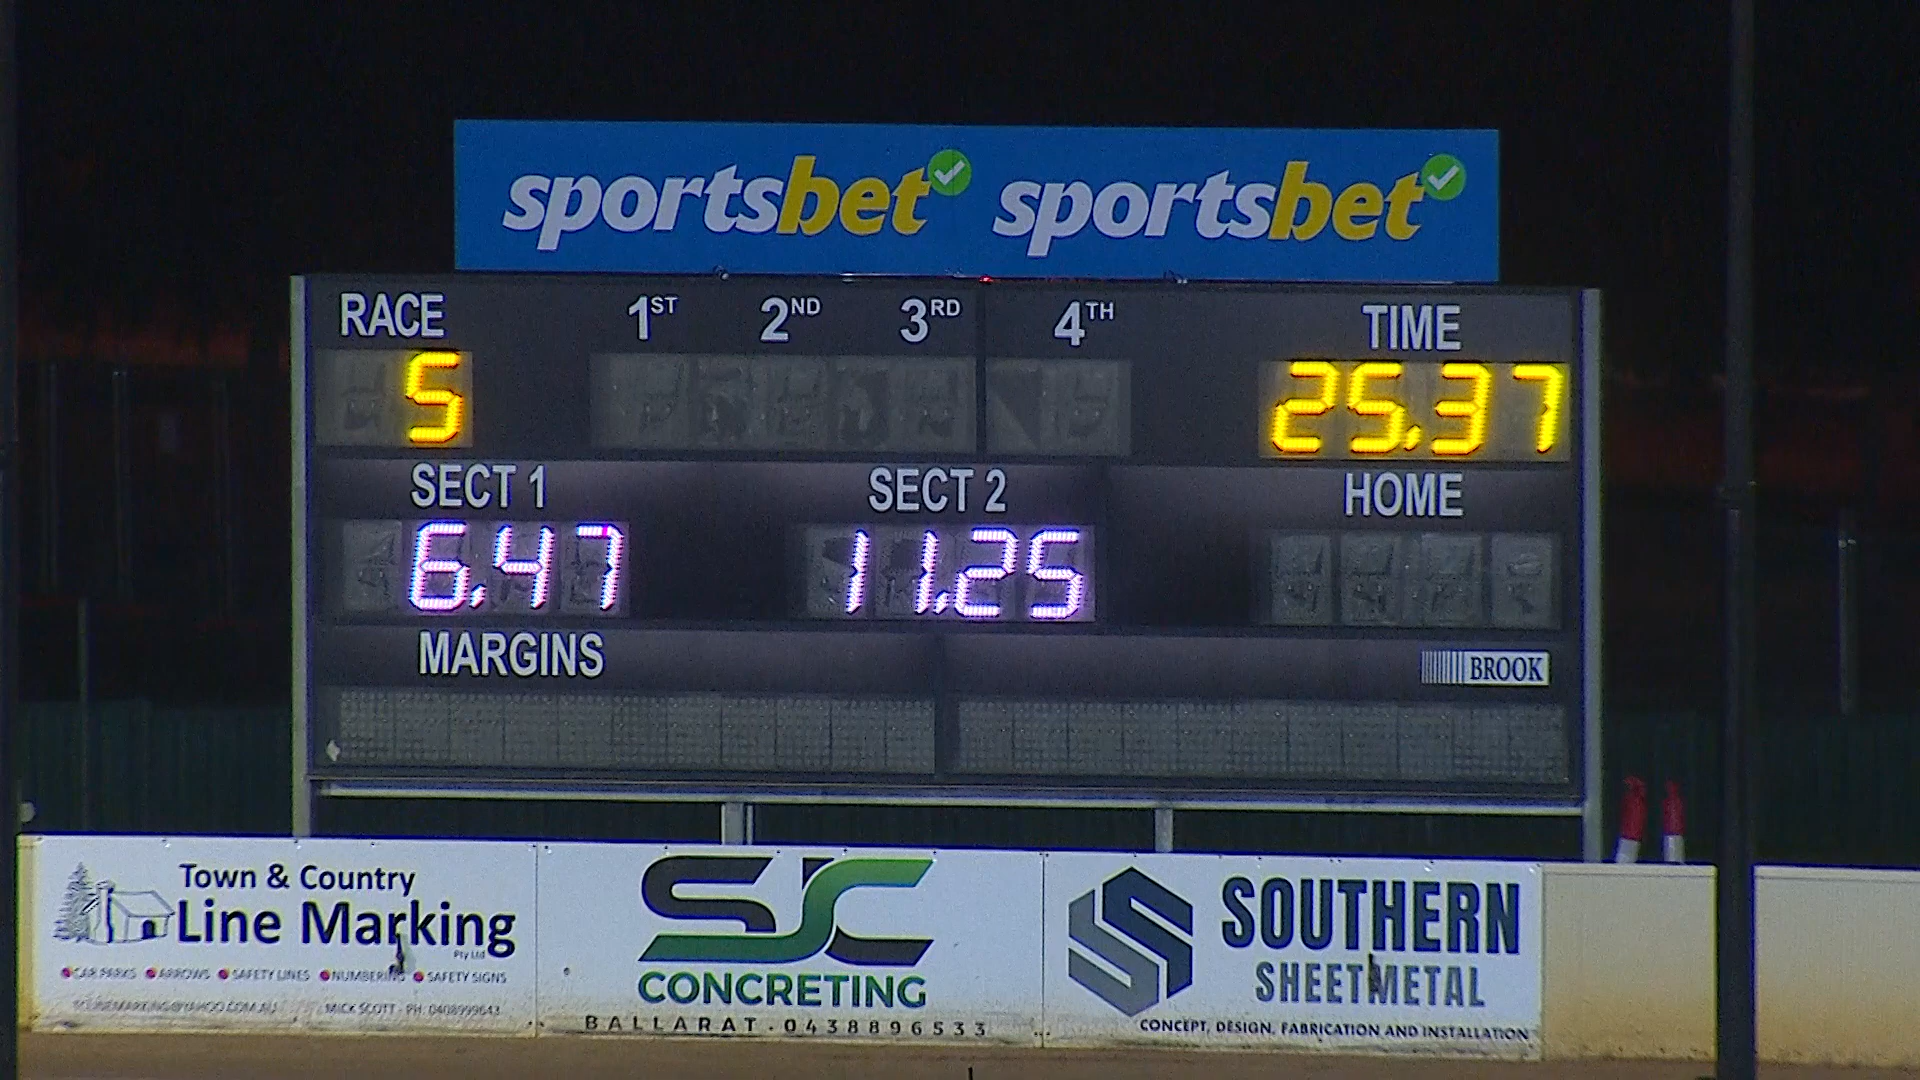 sportsbet sportsbet
RACE 1ST 2ND 3RD 4TH TIME
5 25.37
SECT 1 SECT 2 HOME
6.47 11.25
MARGINS
BROOK
Town & Country
Line Marking
Pty Ltd
CAR PARKS ARROWS SAFETY LINES NUMBERING SAFETY SIGNS
MICK SCOTT - PH: 0408999643
SJC
CONCRETING
BALLARAT. 0438896533
SOUTHERN
SHEETMETAL
CONCEPT, DESIGN, FABRICATION AND INSTALLATION